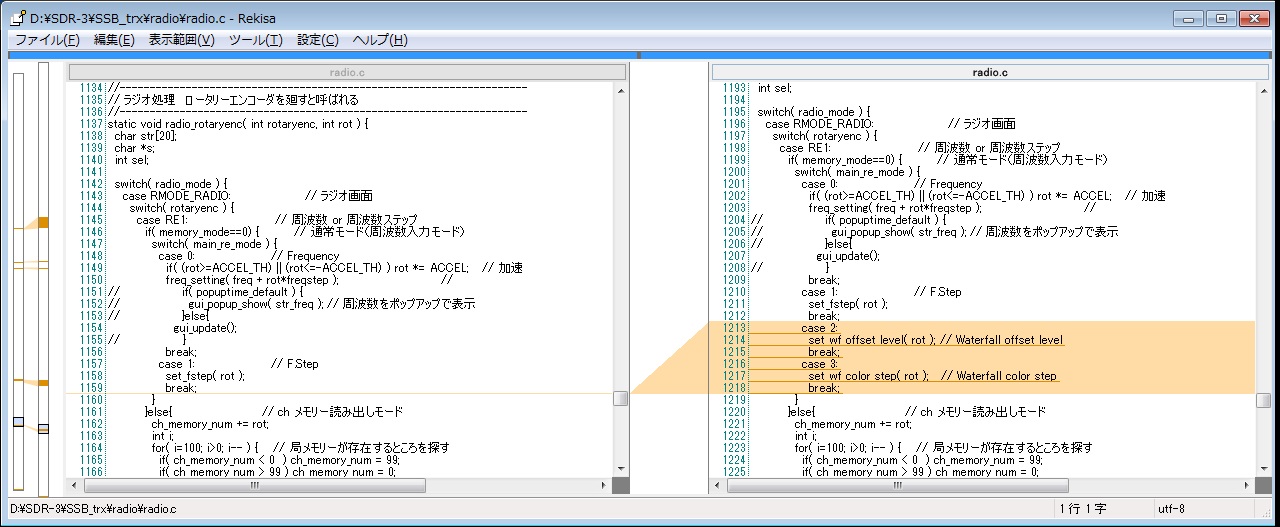 D:¥SDR-3¥SSB_trx¥radio¥radio.c - Rekisa
ファイル(F) 編集(E) 表示範囲(V) ツール(T) 設定(C) ヘルプ(H)
radio.c
1134 //------------------------------------------------------------------------
1135 // ラジオ処理　ロータリーエンコーダを廻すと呼ばれる
1136 //------------------------------------------------------------------------
1137 static void radio_rotaryenc( int rotaryenc, int rot ) {
1138 char str[20];
1139 char *s;
1140 int sel;
1141
1142 switch( radio_mode ) {
1143 case RMODE_RADIO: // ラジオ画面
1144 switch( rotaryenc ) {
1145 case RE1: // 周波数 or 周波数ステップ
1146 if( memory_mode==0) { // 通常モード(周波数入力モード)
1147 switch( main_re_mode ) {
1148 case 0: // Frequency
1149 if( (rot>=ACCEL_TH) || (rot<=-ACCEL_TH) ) rot *= ACCEL; // 加速
1150 freq_setting( freq + rot*freqstep ); //
1151 // if( popuptime_default ) {
1152 // gui_popup_show( str_freq ); // 周波数をポップアップで表示
1153 // }else{
1154 gui_update();
1155 // }
1156 break;
1157 case 1: // F.Step
1158 set_fstep( rot );
1159 break;
1160 }
1161 }else{ // ch メモリー読み出しモード
1162 ch_memory_num += rot;
1163 int i;
1164 for( i=100; i>0; i-- ) { // 局メモリーが存在するところを探す
1165 if( ch_memory_num < 0 ) ch_memory_num = 99;
1166 if( ch_memory_num > 99 ) ch_memory_num = 0;
radio.c
1193 int sel;
1194
1195 switch( radio_mode ) {
1196 case RMODE_RADIO: // ラジオ画面
1197 switch( rotaryenc ) {
1198 case RE1: // 周波数 or 周波数ステップ
1199 if( memory_mode==0) { // 通常モード(周波数入力モード)
1200 switch( main_re_mode ) {
1201 case 0: // Frequency
1202 if( (rot>=ACCEL_TH) || (rot<=-ACCEL_TH) ) rot *= ACCEL; // 加速
1203 freq_setting( freq + rot*freqstep ); //
1204 // if( popuptime_default ) {
1205 // gui_popup_show( str_freq ); // 周波数をポップアップで表示
1206 // }else{
1207 gui_update();
1208 // }
1209 break;
1210 case 1: // F.Step
1211 set_fstep( rot );
1212 break;
1213 case 2:
1214 set_wf_offset_level( rot ); // Waterfall offset level
1215 break;
1216 case 3:
1217 set_wf_color_step( rot ); // Waterfall color step
1218 break;
1219 }
1220 }else{ // ch メモリー読み出しモード
1221 ch_memory_num += rot;
1222 int i;
1223 for( i=100; i>0; i-- ) { // 局メモリーが存在するところを探す
1224 if( ch_memory_num < 0 ) ch_memory_num = 99;
1225 if( ch_memory_num > 99 ) ch_memory_num = 0;
D:¥SDR-3¥SSB_trx¥radio¥radio.c 1 行 1 字 utf-8